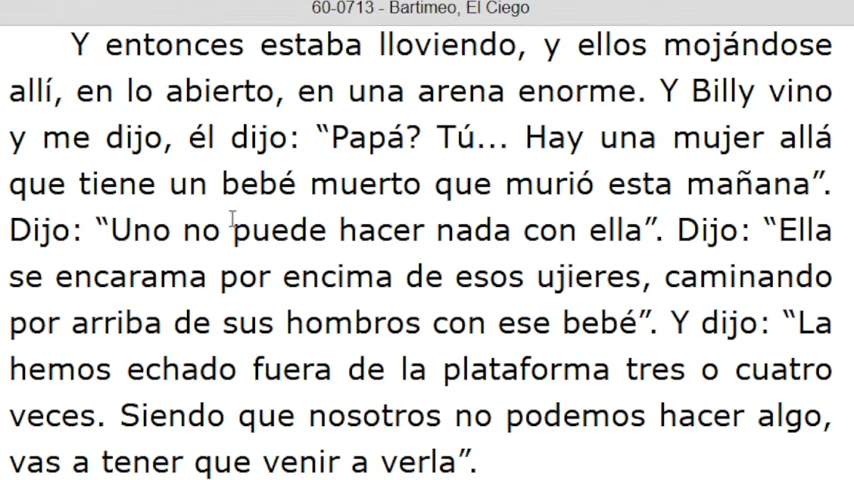 60-0713 - Bartimeo, El Ciego
Y entonces estaba lloviendo, y ellos mojándose
allí, en lo abierto, en una arena enorme. Y Billy vino
y me dijo, él dijo: “Papá? Tú... Hay una mujer allá
que tiene un bebé muerto que murió esta mañana”.
Dijo: “Uno no puede hacer nada con ella”. Dijo: “Ella
se encarama por encima de esos ujieres, caminando
por arriba de sus hombros con ese bebé”. Y dijo: “La
hemos echado fuera de la plataforma tres o cuatro
veces. Siendo que nosotros no podemos hacer algo,
vas a tener que venir a verla”.